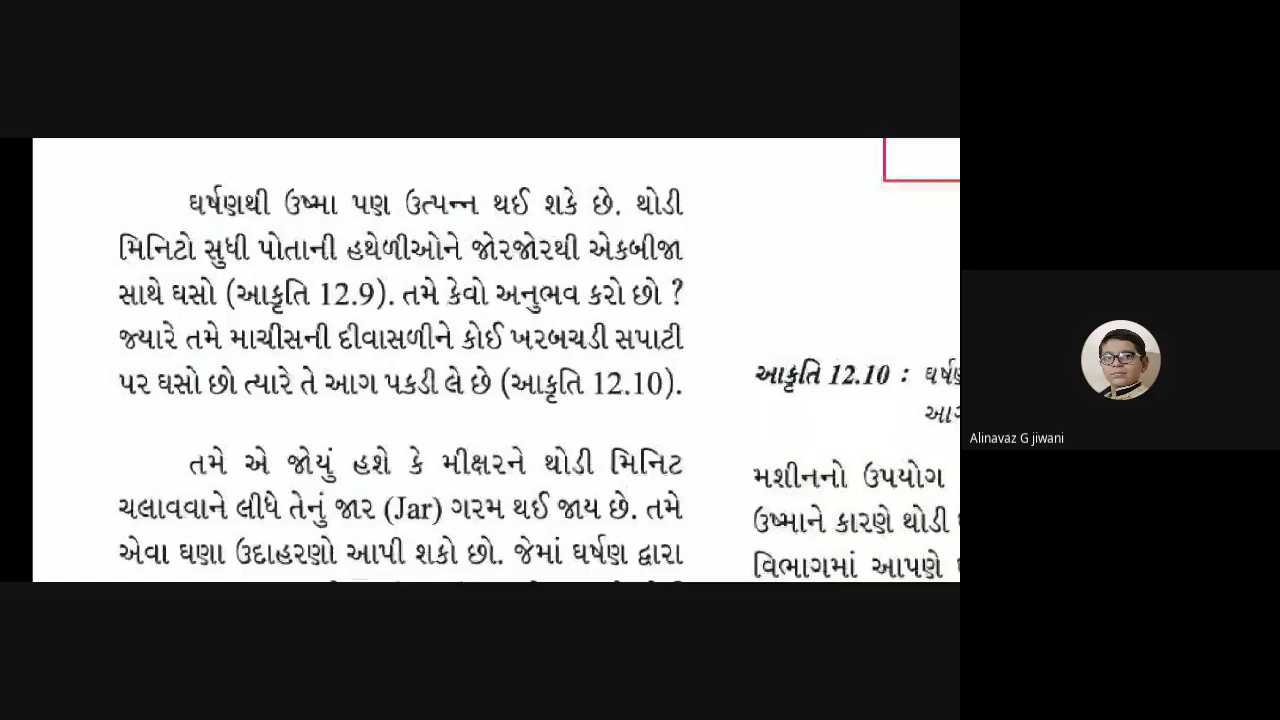 ઘર્ષણથી ઉષ્મા પણ ઉત્પન્ન થઈ શકે છે. થોડી
મિનિટો સુધી પોતાની હથેળીઓને જોરજોરથી એકબીજા
સાથે ઘસો (આકૃતિ 12.9). તમે કેવો અનુભવ કરો છો ?
જ્યારે તમે માચીસની દીવાસળીને કોઈ ખરબચડી સપાટી
પર ઘસો છો ત્યારે તે આગ પકડી લે છે (આકૃતિ 12.10).
તમે એ જોયું હશે કે મીક્ષરને થોડી મિનિટ
ચલાવવાને લીધે તેનું જાર (Jar) ગરમ થઈ જાય છે. તમે
એવા ઘણા ઉદાહરણો આપી શકો છો. જેમાં ઘર્ષણ દ્વારા
આકૃતિ 12.10 :
મશીનનો ઉપયોગ
ઉષ્માને કારણે થોડી
વિભાગમાં આપણે
Alinavaz G jiwani